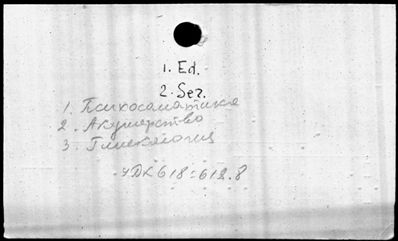 1. Ed.
2. Ser.
1. Психосоматика
2. Акушерство
3. Гинекология
УДК 618:612.8